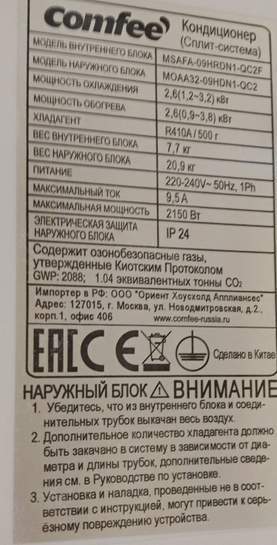 Comfee Кондиционер
(Сплит-система)
МОДЕЛЬ ВНУТРЕННЕГО БЛОКА MSAFA-09HRDN1-QC2F
МОДЕЛЬ НАРУЖНОГО БЛОКА MOAA32-09HDN1-QC2
МОЩНОСТЬ ОХЛАЖДЕНИЯ 2,6(1,2~3,2) кВт
МОЩНОСТЬ ОБОГРЕВА 2,6(0,9~3,8) кВт
ХЛАДАГЕНТ R410A / 500 г
ВЕС ВНУТРЕННЕГО БЛОКА 7,7 кг
ВЕС НАРУЖНОГО БЛОКА 20,9 кг
ПИТАНИЕ 220-240V~ 50Hz, 1Ph
МАКСИМАЛЬНЫЙ ТОК 9,5 A
МАКСИМАЛЬНАЯ МОЩНОСТЬ 2150 Вт
ЭЛЕКТРИЧЕСКАЯ ЗАЩИТА
НАРУЖНОГО БЛОКА IP 24
Содержит озонобезопасные газы,
утвержденные Киотским Протоколом
GWP: 2088; 1.04 эквивалентных тонны CO₂
Импортер в РФ: ООО "Ориент Хоусхолд Апплиансес"
Адрес: 127015, г. Москва, ул. Новодмитровская, д.2.,
корп.1, офис 406 www.comfee-russia.ru
EAC CE Сделано в Китае
НАРУЖНЫЙ БЛОК ВНИМАНИЕ
1. Убедитесь, что из внутреннего блока и соеди-
нительных трубок выкачан весь воздух.
2. Дополнительное количество хладагента должно
быть закачано в систему в зависимости от диа-
метра и длины трубок, дополнительные сведе-
ния см. в Руководстве по установке.
3. Установка и наладка, проведенные не в соот-
ветствии с инструкцией, могут привести к серь-
ёзному повреждению устройства.